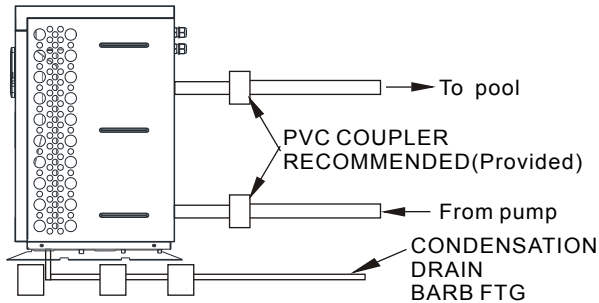 To pool
PVC COUPLER
RECOMMENDED(Provided)
From pump
CONDENSATION
DRAIN
BARB FTG